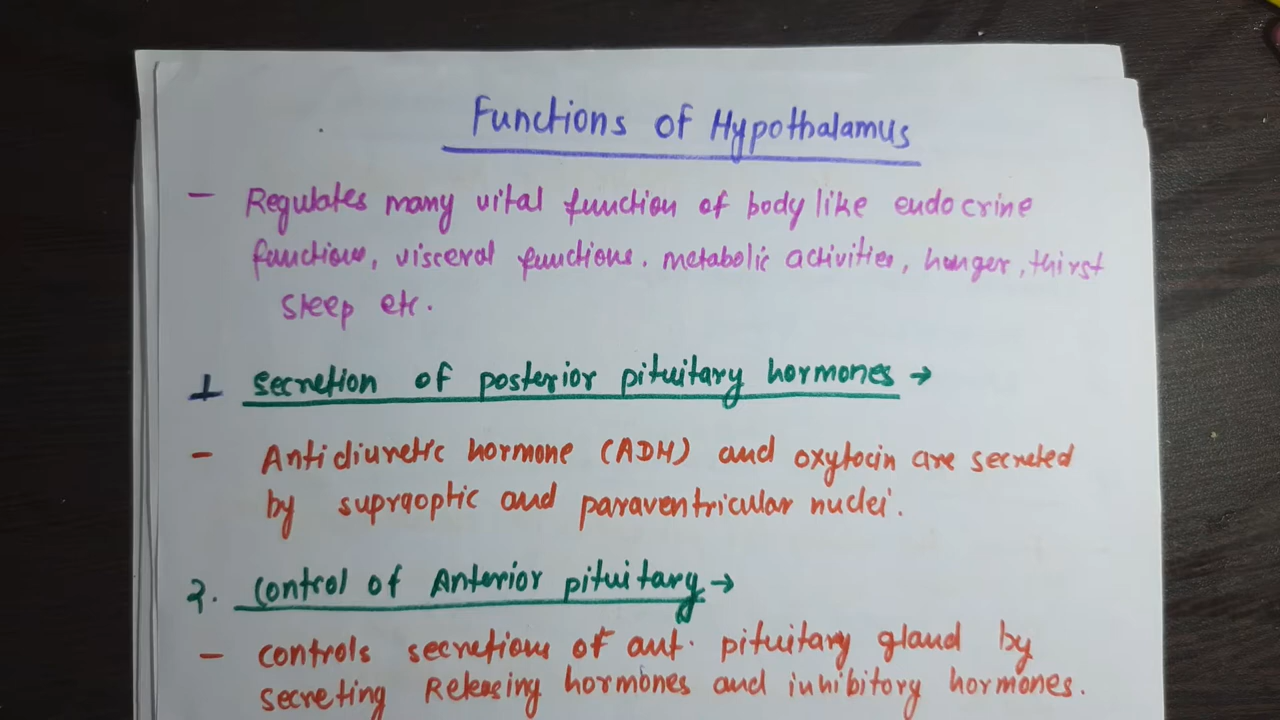 Functions of Hypothalamus
- Regulates many vital function of body like endocrine
functions, visceral functions. metabolic activities, hunger, thirst
sleep etc.
1 secretion of posterior pituitary hormones →
- Antidiuretic hormone (ADH) and oxytocin are secreted
by supraoptic and paraventricular nuclei.
2. Control of Anterior pituitary →
- controls secretions of ant. pituitary gland by
secreting Releasing hormones and inhibitory hormones.